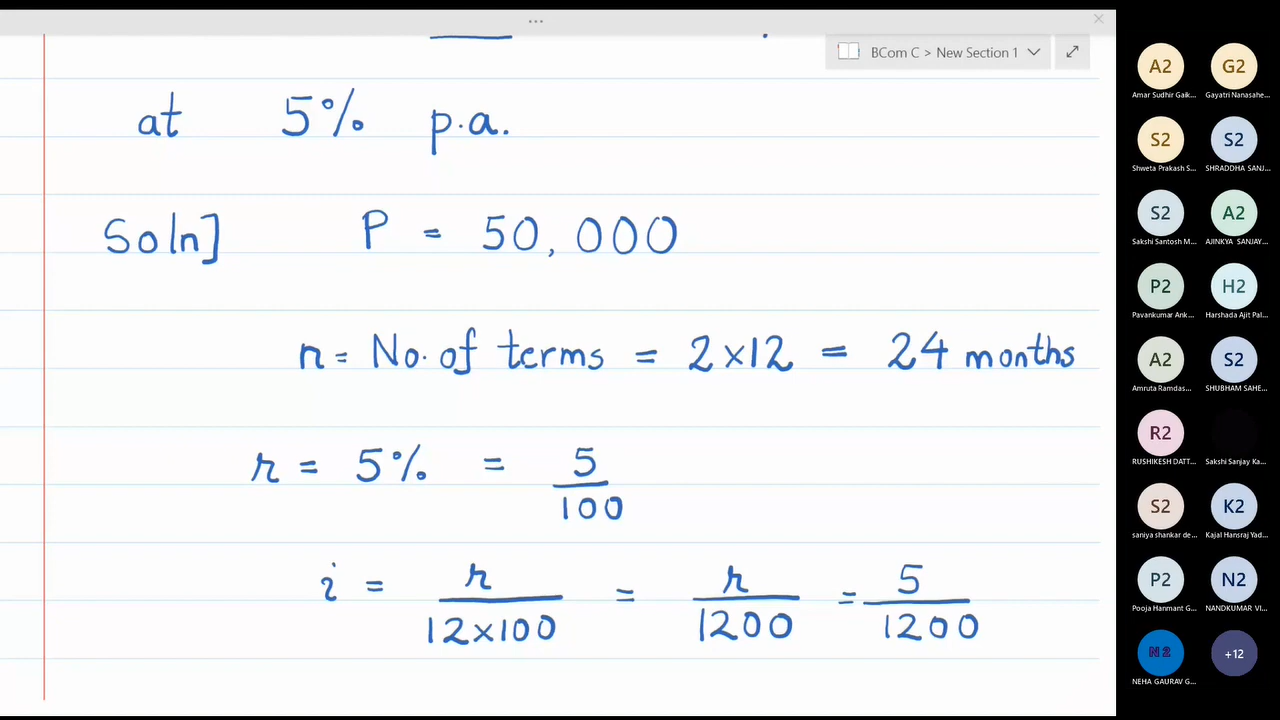 BCom C > New Section 1
at 5% p.a.
Soln] P = 50,000
n = No. of terms = 2×12 = 24 months
r = 5% = 5/100
i = r/12×100 = r/1200 = 5/1200
A2 G2
Amar Sudhir Gaik... Gayatri Nanasahe...
S2 S2
Shweta Prakash S... SHRADDHA SANJ...
S2 A2
Sakshi Santosh M... AJINKYA SANJAY...
P2 H2
Pavankumar Ank... Harshada Ajit Pal...
A2 S2
Amruta Ramdas... SHUBHAM SAHE...
R2
RUSHIKESH DATT... Sakshi Sanjay Ka...
S2 K2
saniya shankar de... Kajal Hansraj Yad...
P2 N2
Pooja Hanmant G... NANDKUMAR VI...
N2 +12
NEHA GAURAV G...